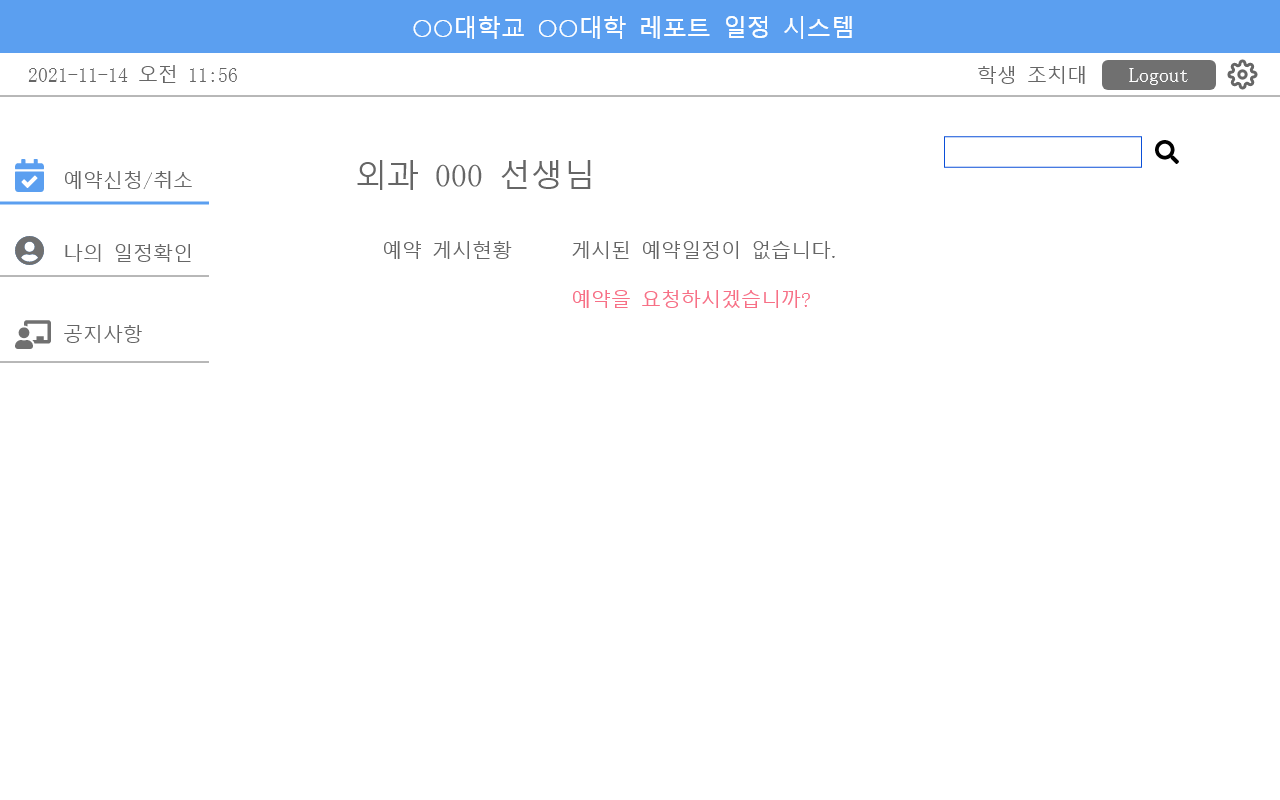 ○○대학교 ○○대학 레포트 일정 시스템
2021-11-14 오전 11:56
학생 조치대
Logout
예약신청/취소
외과 000 선생님
나의 일정확인
예약 게시현황
게시된 예약일정이 없습니다.
예약을 요청하시겠습니까?
공지사항